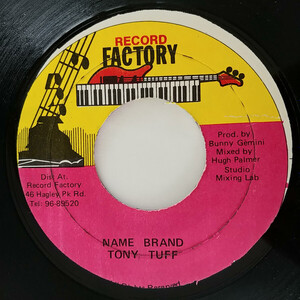 RECORD
FACTORY
Prod. by
Bunny Gemini
Mixed by
Hugh Palmer
Studio
Mixing Lab
Dist At:
Record Factory
46 Hagley Pk Rd.
Tel: 96-89520
NAME BRAND
TONY TUFF
Reserved